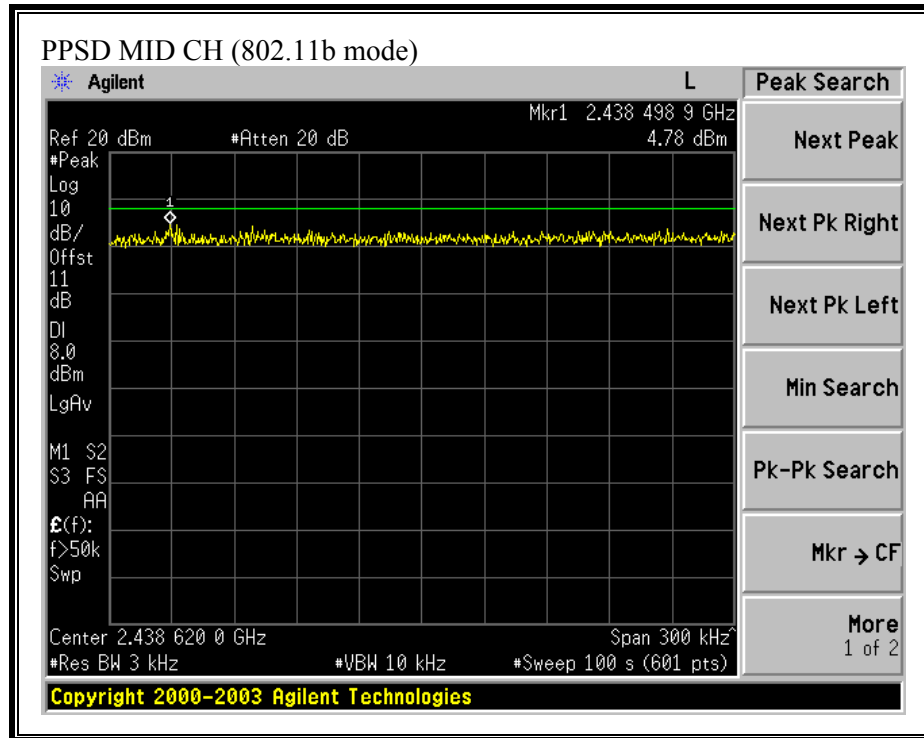 PPSD MID CH (802.11b mode)
Agilent
L
Peak Search
Mkr1 2.438 498 9 GHz
Ref 20 dBm #Atten 20 dB 4.78 dBm
#Peak
Log
10
dB/
Offst
11
dB
DI
8.0
dBm
LgAv
M1 S2
S3 FS
AA
£(f):
f>50k
Swp
1
Center 2.438 620 0 GHz Span 300 kHz^
#Res BW 3 kHz #VBW 10 kHz #Sweep 100 s (601 pts)
Next Peak
Next Pk Right
Next Pk Left
Min Search
Pk-Pk Search
Mkr → CF
More
1 of 2
Copyright 2000-2003 Agilent Technologies